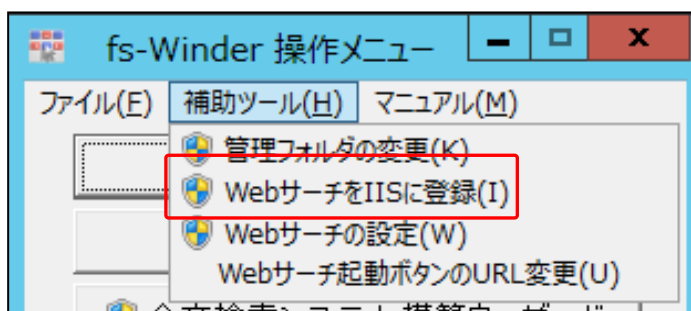 fs-Winder 操作メニュー
ファイル(F) 補助ツール(H) マニュアル(M)
管理フォルダの変更(K)
WebサーチをIISに登録(I)
Webサーチの設定(W)
Webサーチ起動ボタンのURL変更(U)